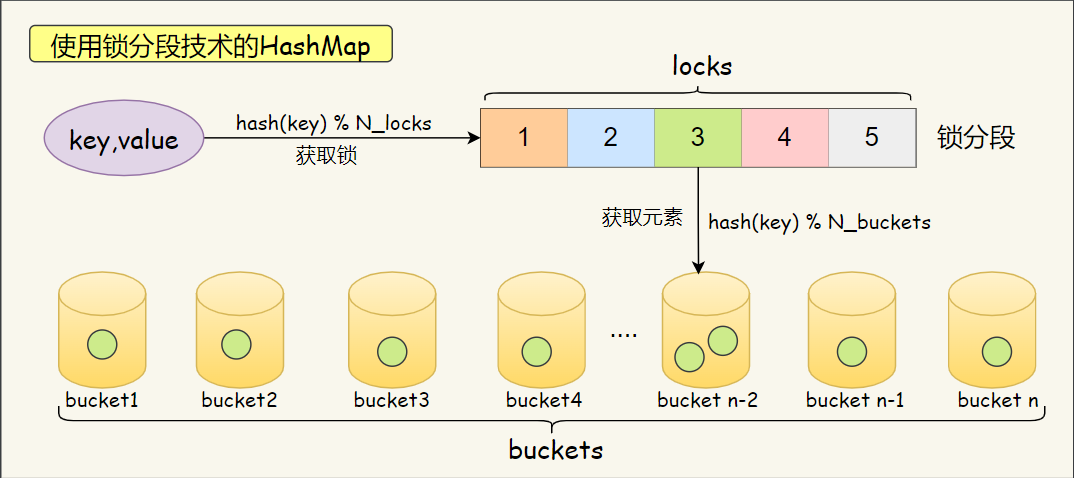 使用锁分段技术的HashMap
locks
key,value
hash(key) % N_locks
获取锁
1 2 3 4 5
锁分段
获取元素
hash(key) % N_buckets
....
bucket1 bucket2 bucket3 bucket4 bucket n-2 bucket n-1 bucket n
buckets